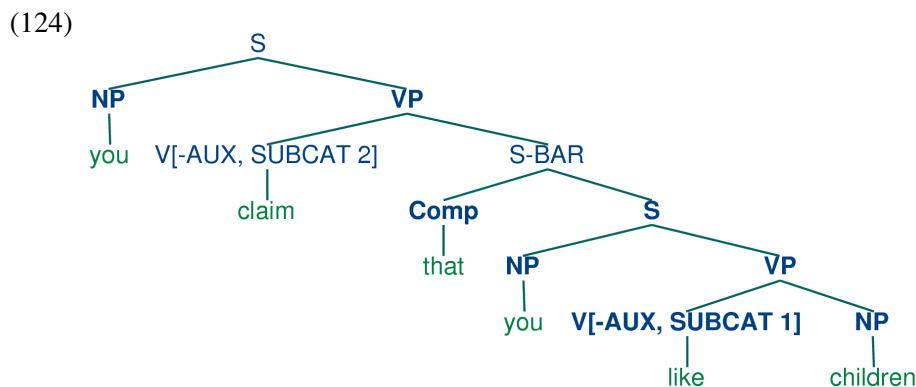 (124)
S
NP VP
you V[-AUX, SUBCAT 2] S-BAR
claim Comp S
that NP VP
you V[-AUX, SUBCAT 1] NP
like children